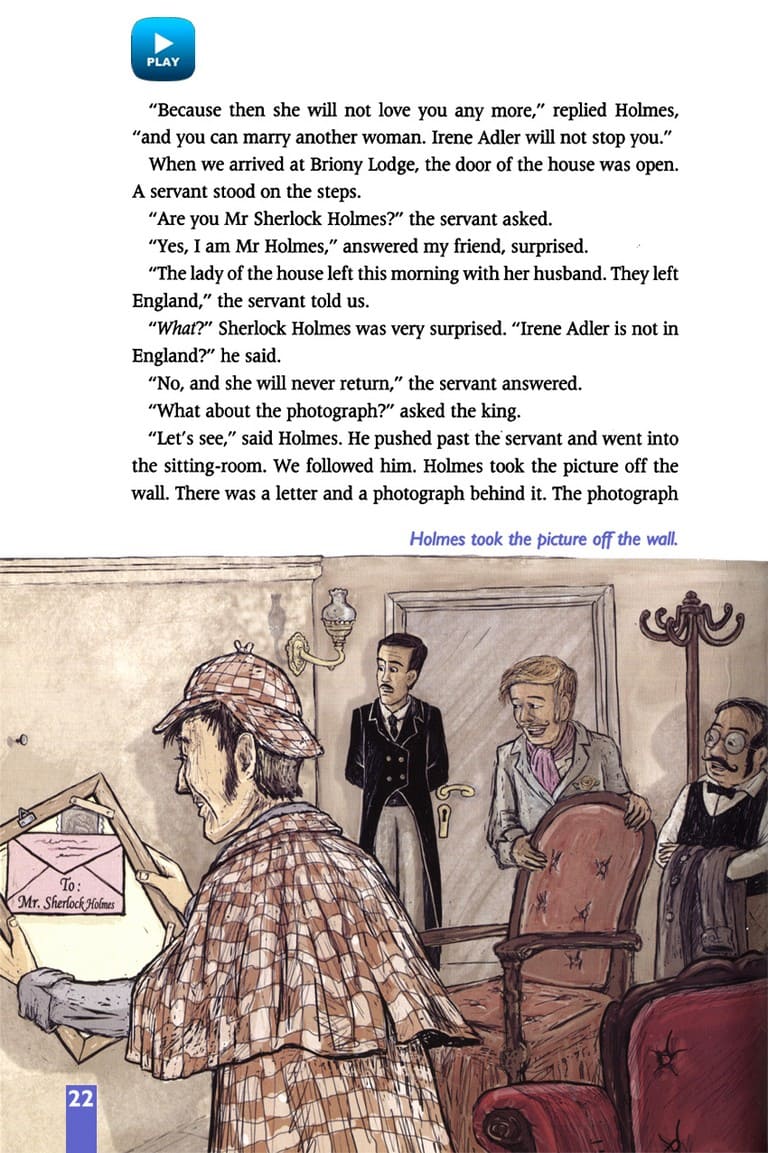 PLAY
“Because then she will not love you any more,” replied Holmes,
“and you can marry another woman. Irene Adler will not stop you.”
When we arrived at Briony Lodge, the door of the house was open.
A servant stood on the steps.
“Are you Mr Sherlock Holmes?” the servant asked.
“Yes, I am Mr Holmes,” answered my friend, surprised.
“The lady of the house left this morning with her husband. They left
England,” the servant told us.
“What?” Sherlock Holmes was very surprised. “Irene Adler is not in
England?” he said.
“No, and she will never return,” the servant answered.
“What about the photograph?” asked the king.
“Let’s see,” said Holmes. He pushed past the servant and went into
the sitting-room. We followed him. Holmes took the picture off the
wall. There was a letter and a photograph behind it. The photograph
Holmes took the picture off the wall.
To:
Mr. Sherlock Holmes
22